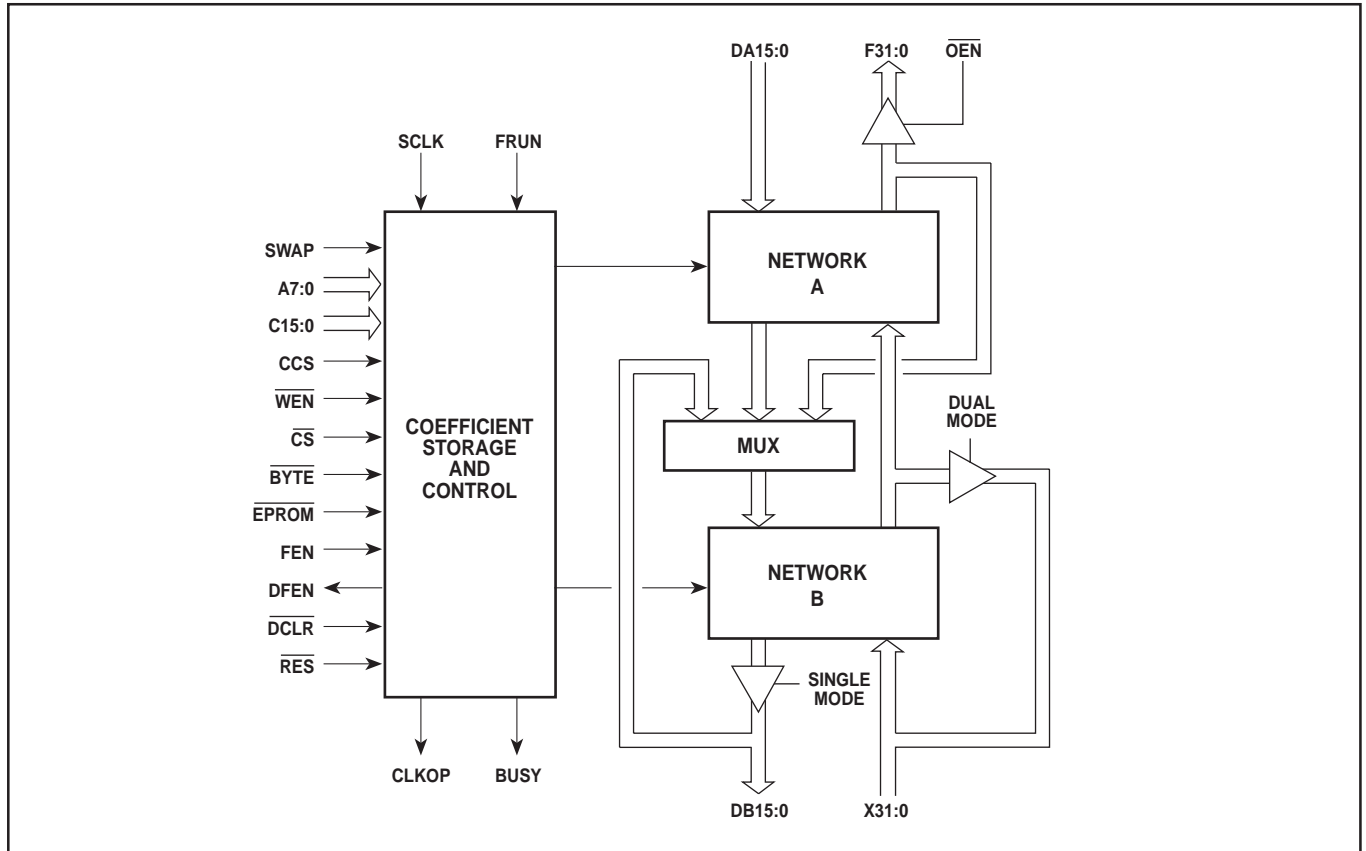 DA15:0
F31:0
OEN
SCLK
FRUN
SWAP
A7:0
C15:0
CCS
WEN
CS
BYTE
EPROM
FEN
DFEN
DCLR
RES
COEFFICIENT
STORAGE
AND
CONTROL
CLKOP
BUSY
NETWORK
A
MUX
DUAL
MODE
NETWORK
B
SINGLE
MODE
DB15:0
X31:0